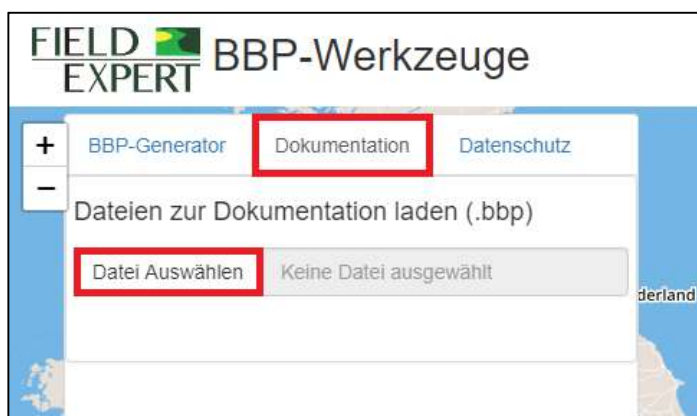 FIELD
EXPERT
BBP-Werkzeuge
+
BBP-Generator Dokumentation Datenschutz
−
Dateien zur Dokumentation laden (.bbp)
Datei Auswählen Keine Datei ausgewählt
derland